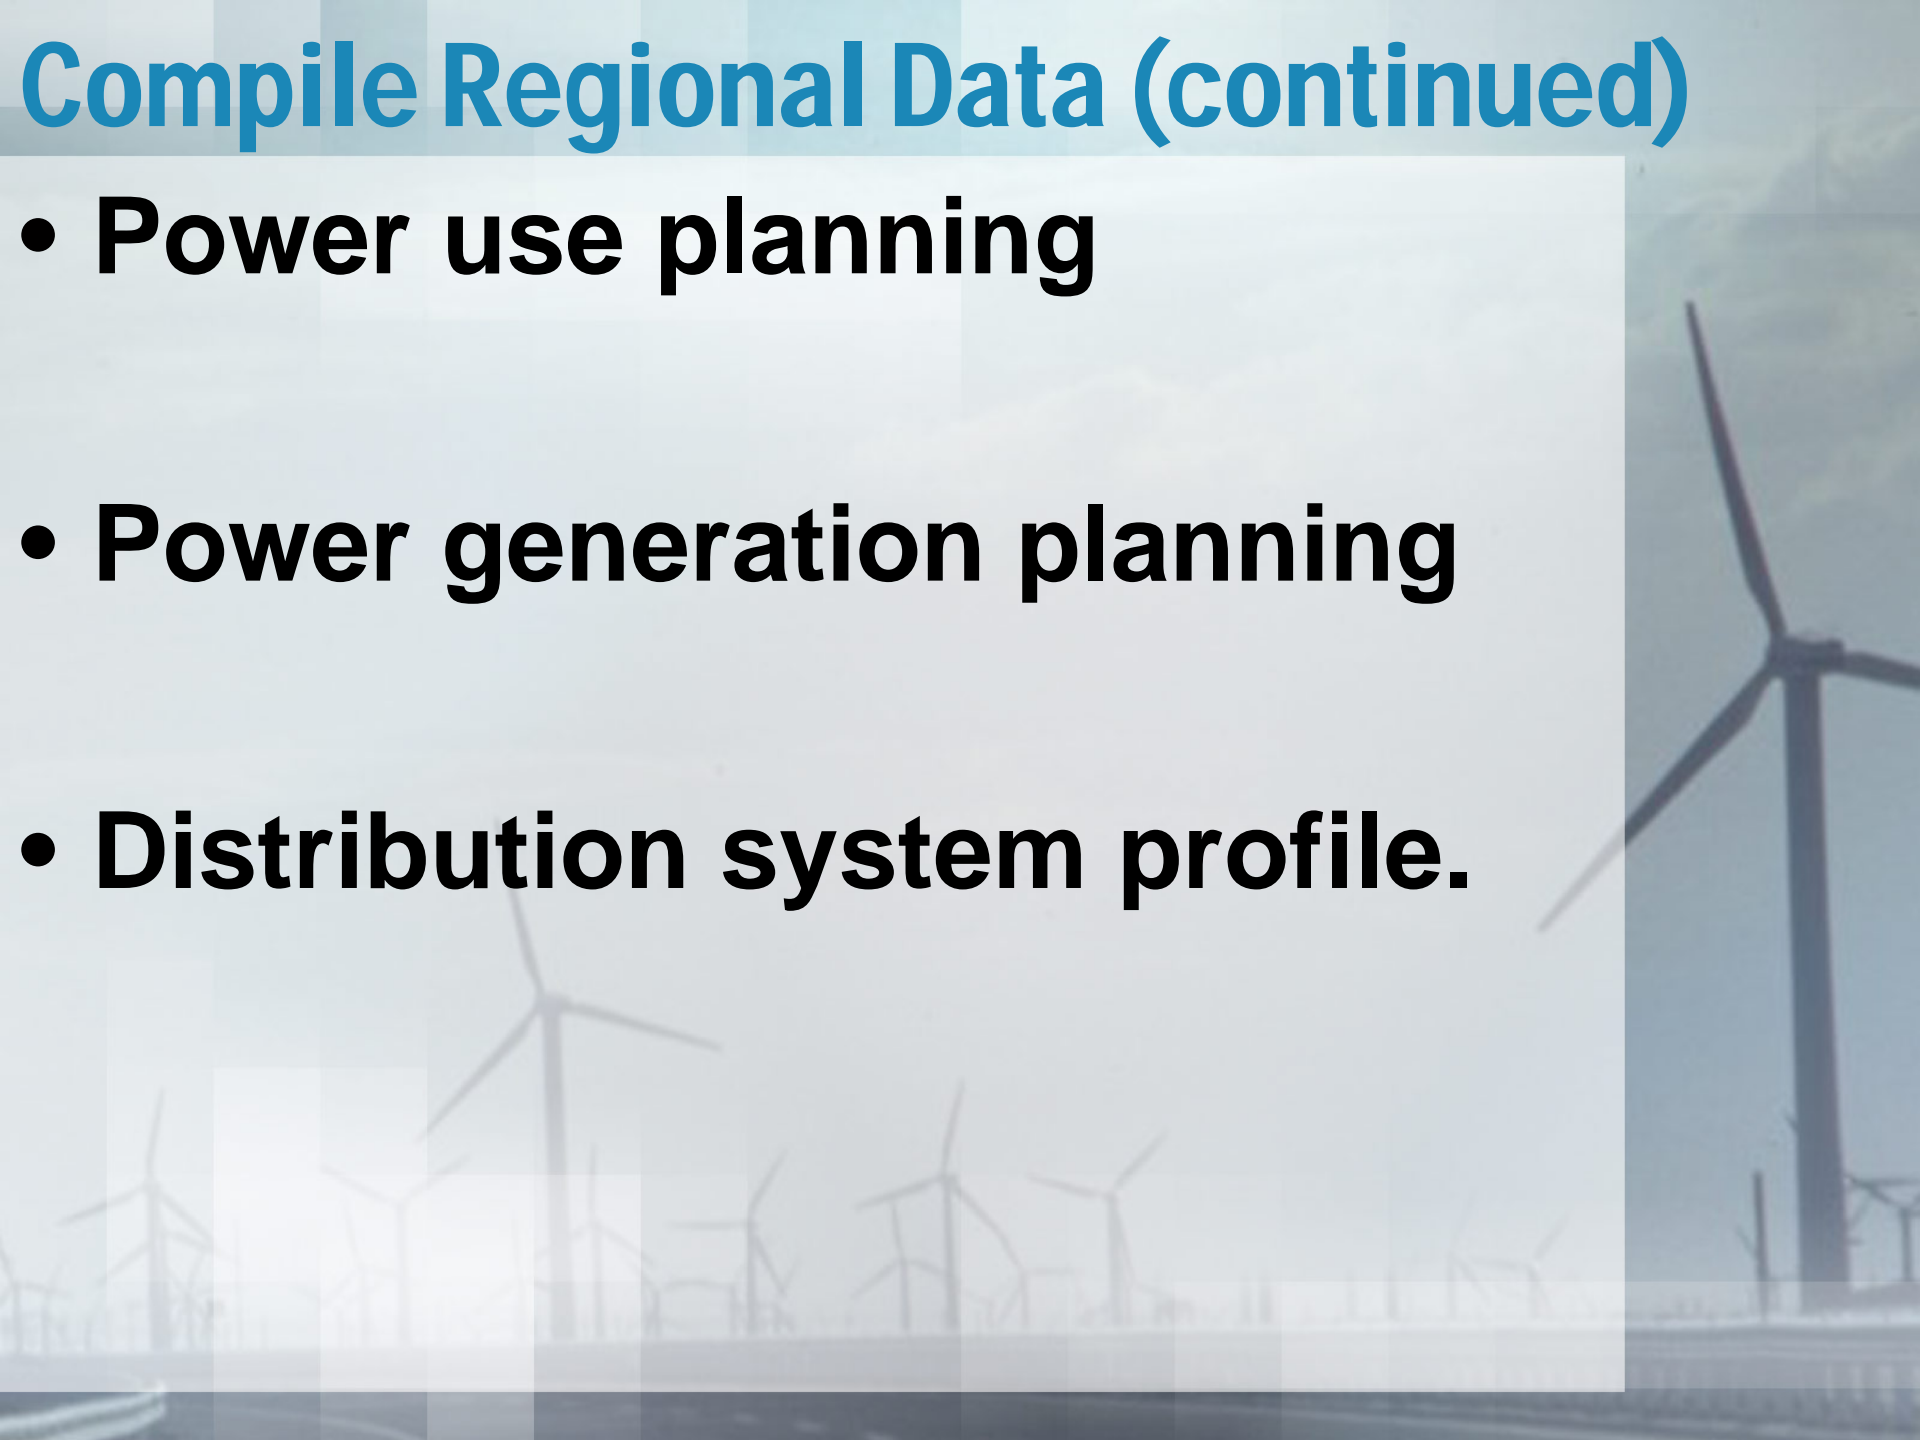 Compile Regional Data (continued)
• Power use planning
• Power generation planning
• Distribution system profile.